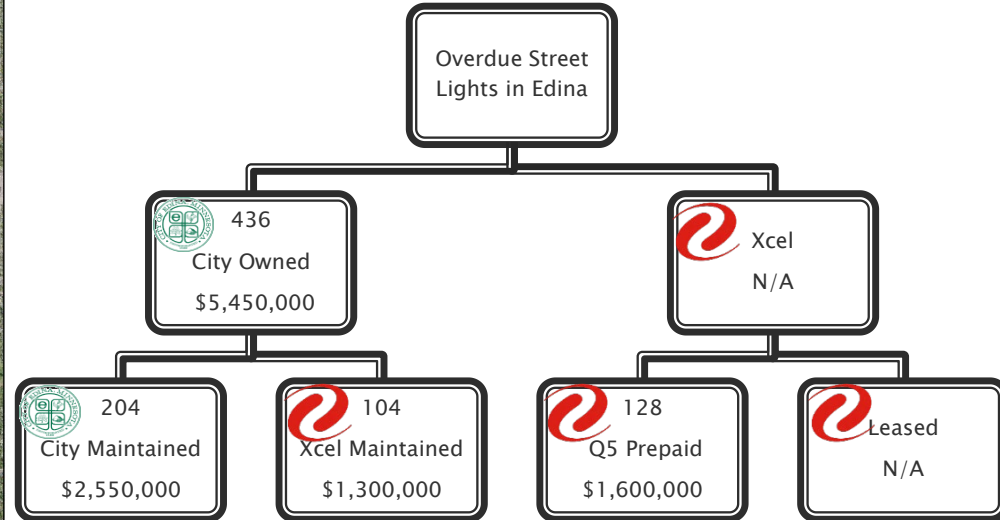 Overdue Street
Lights in Edina
436
City Owned
$5,450,000
Xcel
N/A
204
City Maintained
$2,550,000
104
Xcel Maintained
$1,300,000
128
Q5 Prepaid
$1,600,000
Leased
N/A